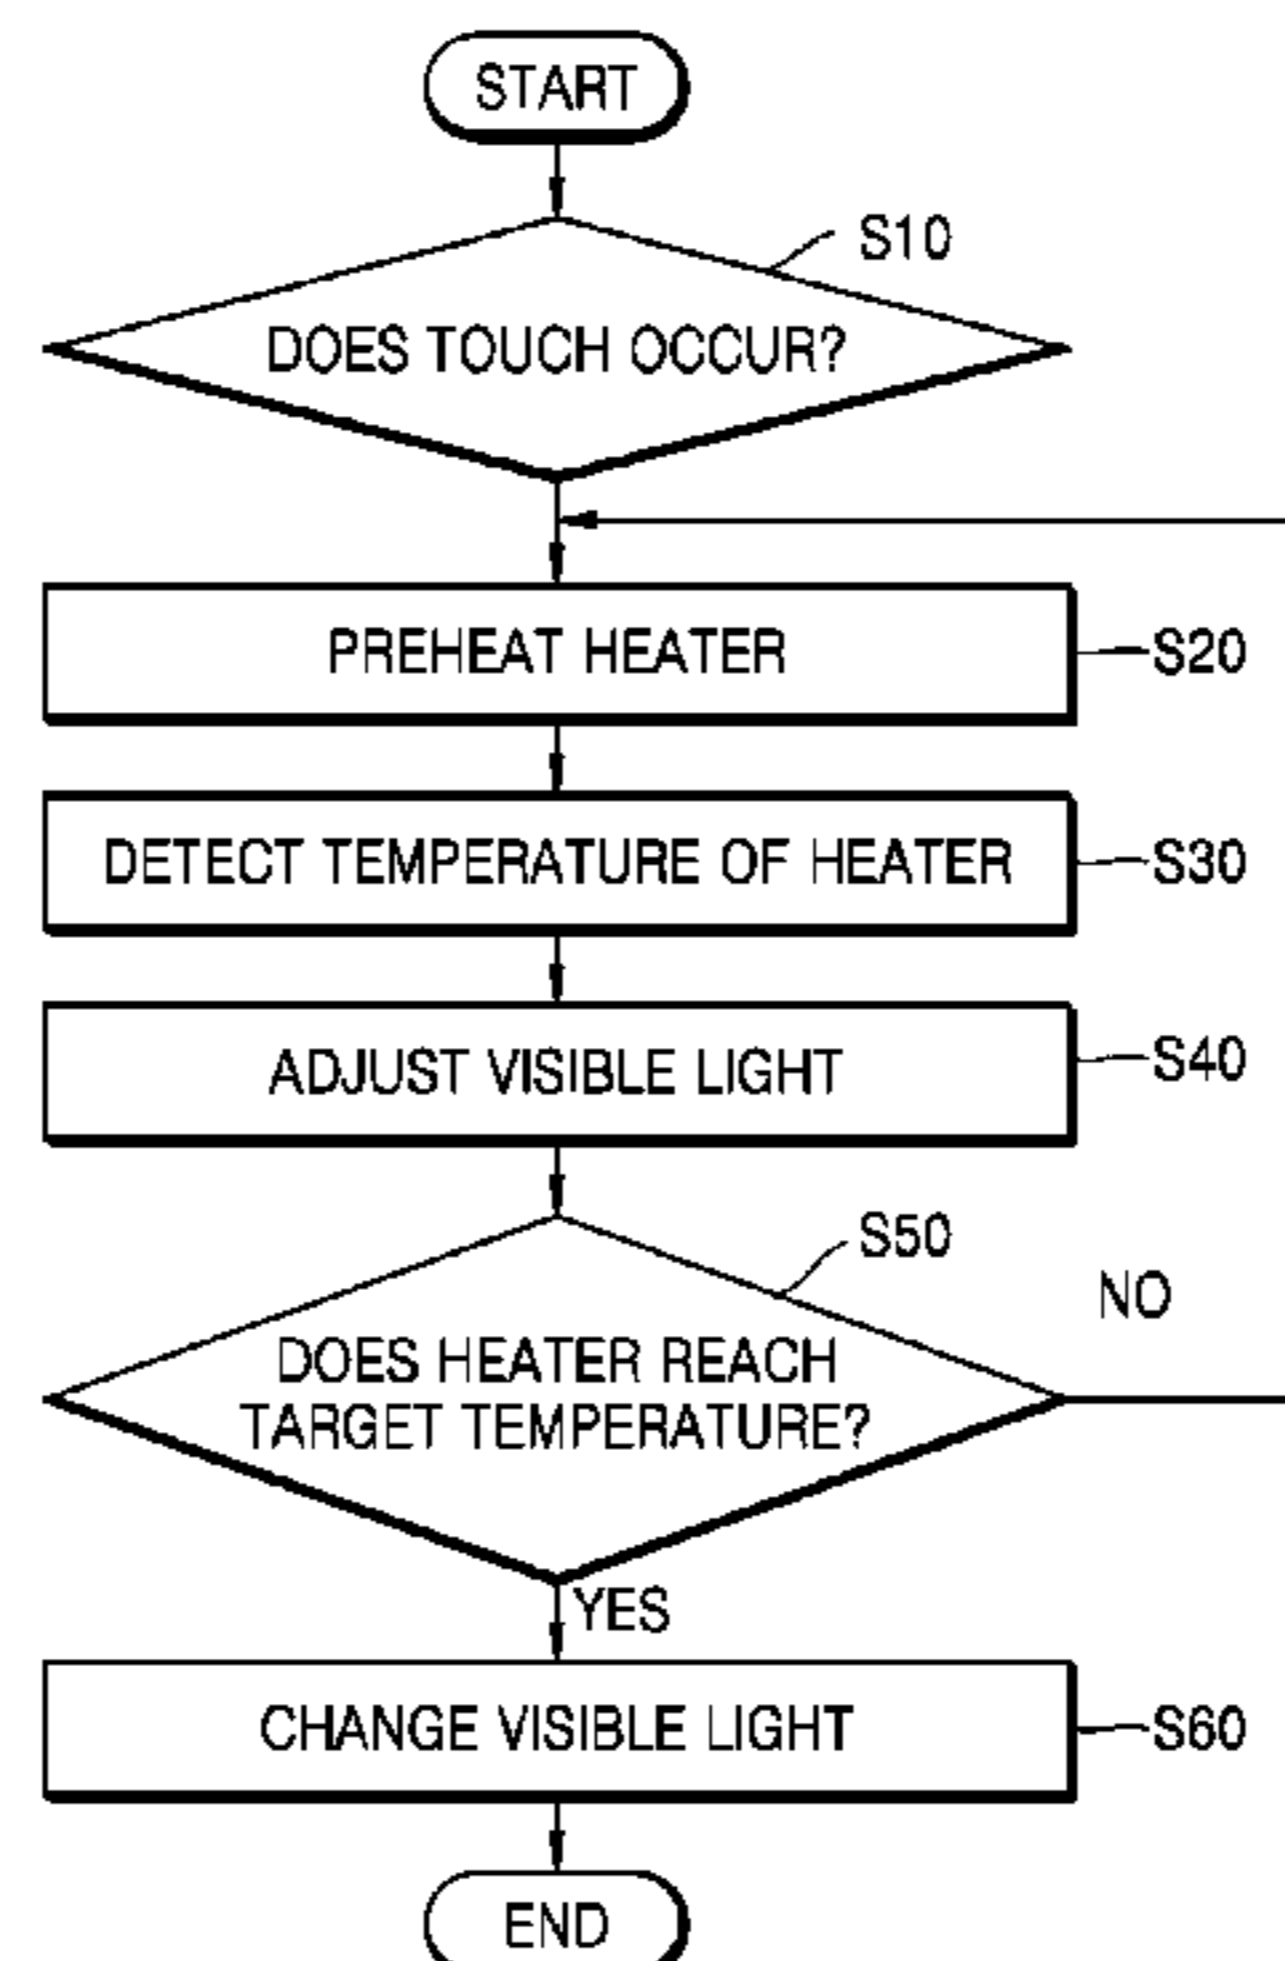 START
S10
DOES TOUCH OCCUR?
PREHEAT HEATER
S20
DETECT TEMPERATURE OF HEATER
S30
ADJUST VISIBLE LIGHT
S40
S50
NO
DOES HEATER REACH
TARGET TEMPERATURE?
YES
CHANGE VISIBLE LIGHT
S60
END